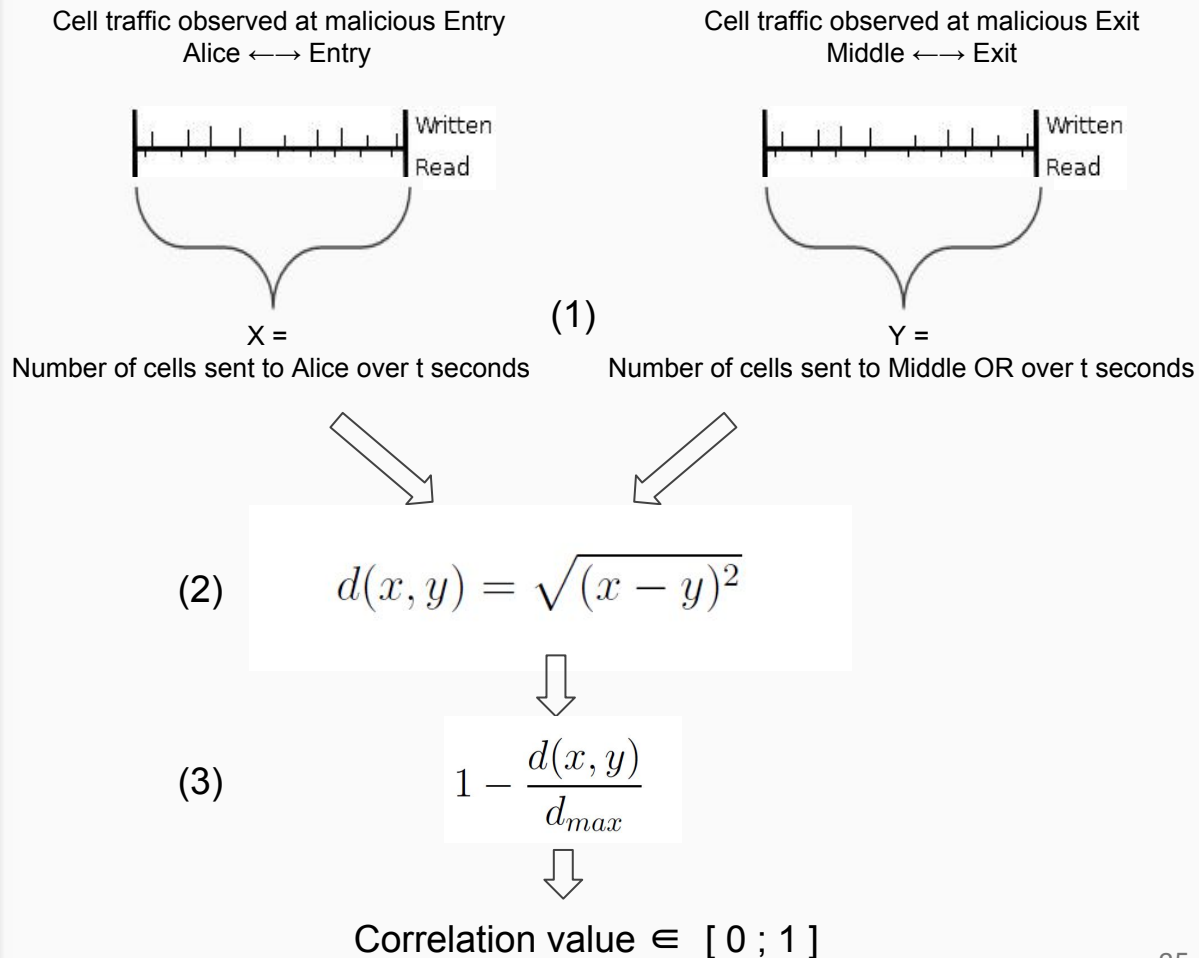 Cell traffic observed at malicious Entry
Alice ←→ Entry
Cell traffic observed at malicious Exit
Middle ←→ Exit
Written
Read
Written
Read
(1)
X =
Number of cells sent to Alice over t seconds
Y =
Number of cells sent to Middle OR over t seconds
(2)
d(x, y) = √(x − y)²
(3)
1 − d(x, y) / d_max
Correlation value ∈ [ 0 ; 1 ]